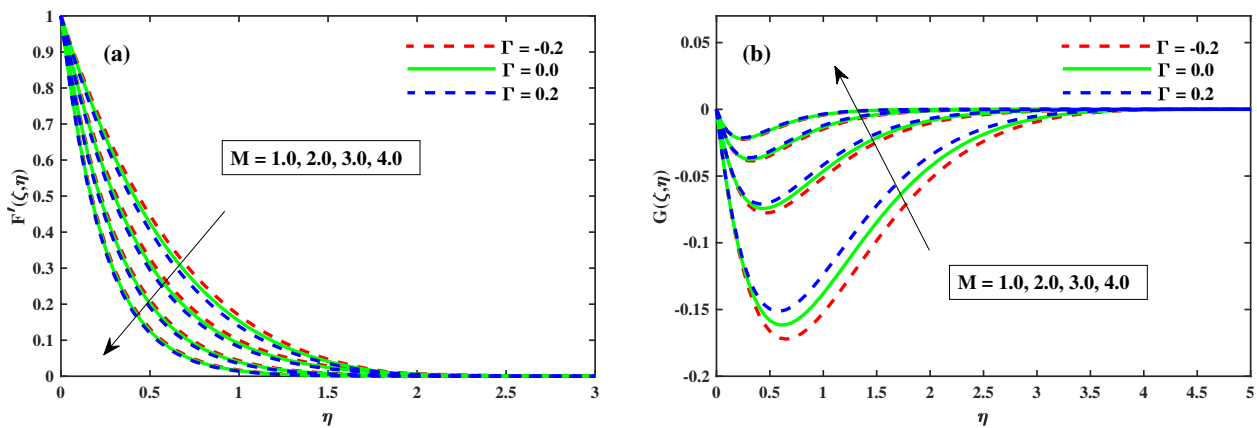 (a)
Γ = -0.2
Γ = 0.0
Γ = 0.2
M = 1.0, 2.0, 3.0, 4.0
F′(ζ,η)
1
0.9
0.8
0.7
0.6
0.5
0.4
0.3
0.2
0.1
0
0 0.5 1 1.5 2 2.5 3
η
(b)
Γ = -0.2
Γ = 0.0
Γ = 0.2
M = 1.0, 2.0, 3.0, 4.0
G(ζ,η)
0.05
0
-0.05
-0.1
-0.15
-0.2
0 0.5 1 1.5 2 2.5 3 3.5 4 4.5 5
η